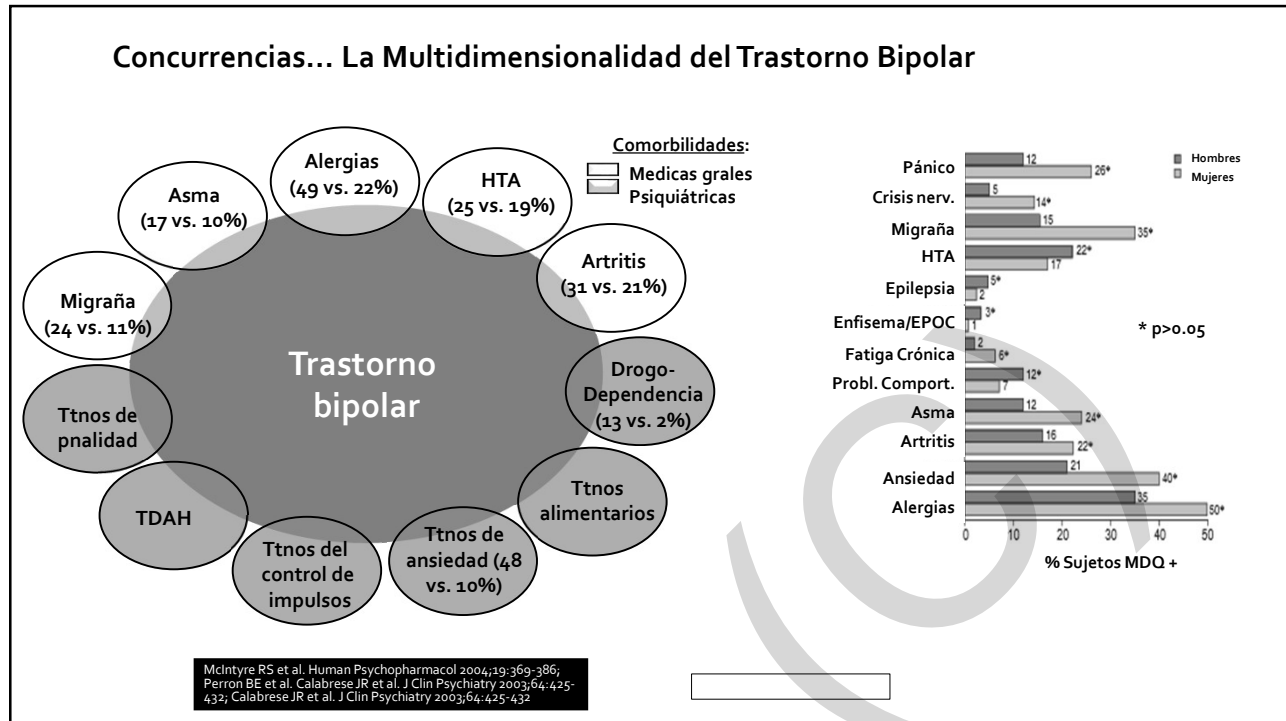 Concurrencias... La Multidimensionalidad del Trastorno Bipolar
Comorbilidades:
Medicas grales
Psiquiátricas
Alergias
(49 vs. 22%)
HTA
(25 vs. 19%)
Asma
(17 vs. 10%)
Artritis
(31 vs. 21%)
Migraña
(24 vs. 11%)
Trastorno
bipolar
Drogo-
Dependencia
(13 vs. 2%)
Ttnos de
pnalidad
Ttnos
alimentarios
TDAH
Ttnos del
control de
impulsos
Ttnos de
ansiedad (48
vs. 10%)
McIntyre RS et al. Human Psychopharmacol 2004;19:369-386;
Perron BE et al. Calabrese JR et al. J Clin Psychiatry 2003;64:425-
432; Calabrese JR et al. J Clin Psychiatry 2003;64:425-432
Hombres
Mujeres
Pánico
12
26*
Crisis nerv.
5
14*
Migraña
15
35*
HTA
22*
17
Epilepsia
5*
2
Enfisema/EPOC
3*
1
Fatiga Crónica
2
6*
Probl. Comport.
12*
7
Asma
12
24*
Artritis
16
22*
Ansiedad
21
40*
Alergias
35
50*
0 10 20 30 40 50
% Sujetos MDQ +
* p>0.05
(C)